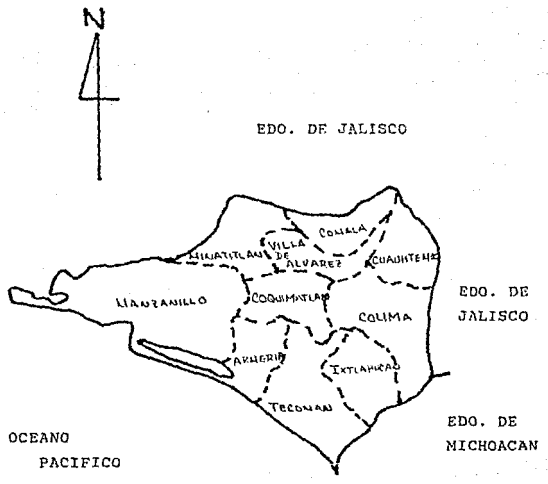 N
EDO. DE JALISCO
COMALA
VILLA
DE
ALVAREZ
MINATITLAN
CUAUHTEMOC
MANZANILLO
COQUIMATLAN
COLIMA
EDO. DE
JALISCO
ARMERIA
IXTLAHUCAN
TECOMAN
OCEANO
PACIFICO
EDO. DE
MICHOACAN